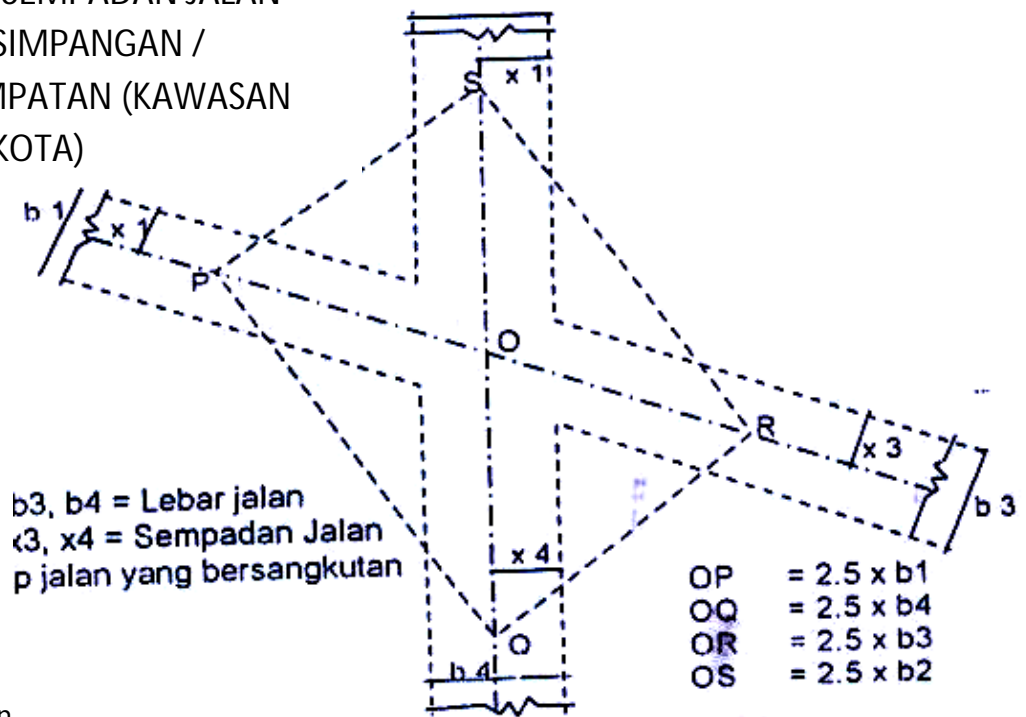 SIMPANGAN /
MPATAN (KAWASAN
KOTA)
x 1
S
b 1
x 1
P
O
R
x 3
b 3
b3, b4 = Lebar jalan
x3, x4 = Sempadan Jalan
p jalan yang bersangkutan
x 4
Q
b 4
OP = 2.5 x b1
OQ = 2.5 x b4
OR = 2.5 x b3
OS = 2.5 x b2